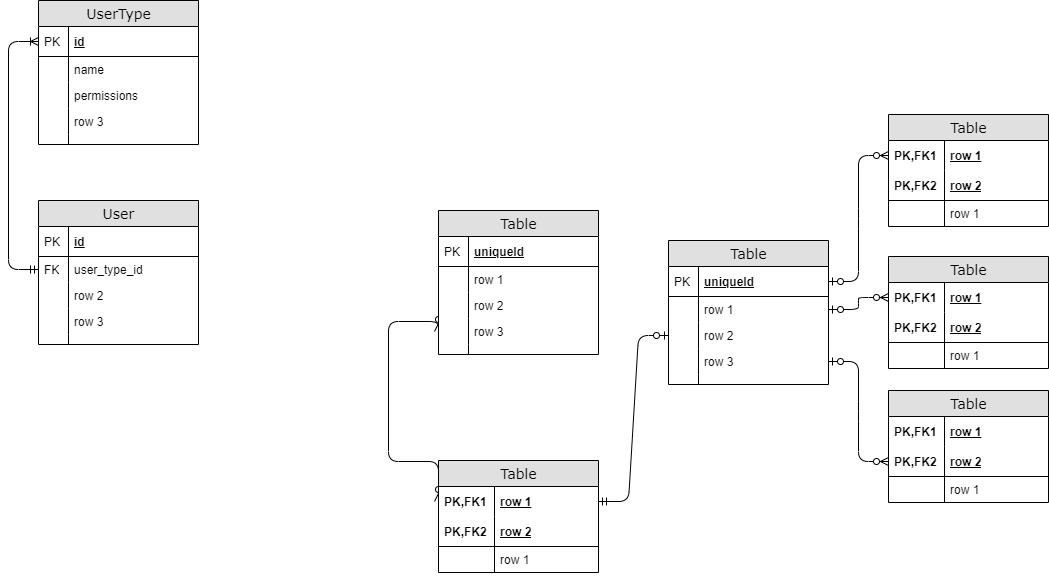 UserType
PK id
name
permissions
row 3
User
PK id
FK user_type_id
row 2
row 3
Table
PK uniqueId
row 1
row 2
row 3
Table
PK,FK1 row 1
PK,FK2 row 2
row 1
Table
PK uniqueId
row 1
row 2
row 3
Table
PK,FK1 row 1
PK,FK2 row 2
row 1
Table
PK,FK1 row 1
PK,FK2 row 2
row 1
Table
PK,FK1 row 1
PK,FK2 row 2
row 1